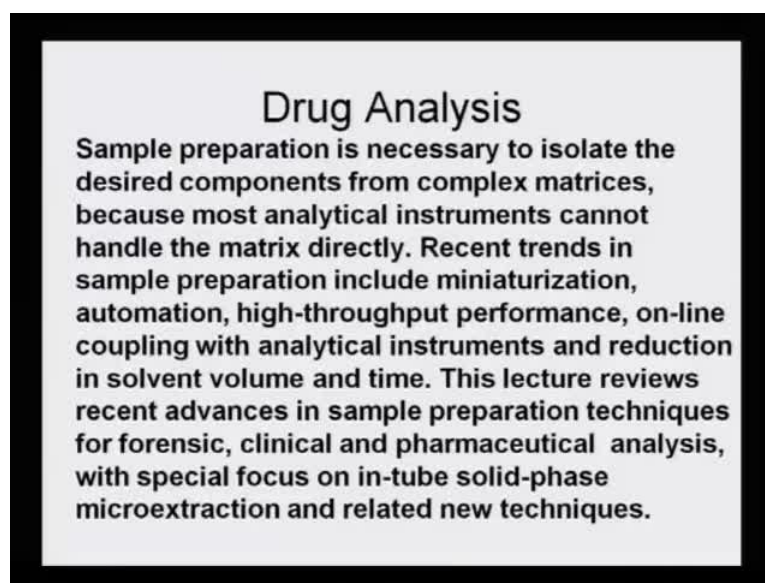 Drug Analysis
Sample preparation is necessary to isolate the
desired components from complex matrices,
because most analytical instruments cannot
handle the matrix directly. Recent trends in
sample preparation include miniaturization,
automation, high-throughput performance, on-line
coupling with analytical instruments and reduction
in solvent volume and time. This lecture reviews
recent advances in sample preparation techniques
for forensic, clinical and pharmaceutical  analysis,
with special focus on in-tube solid-phase
microextraction and related new techniques.